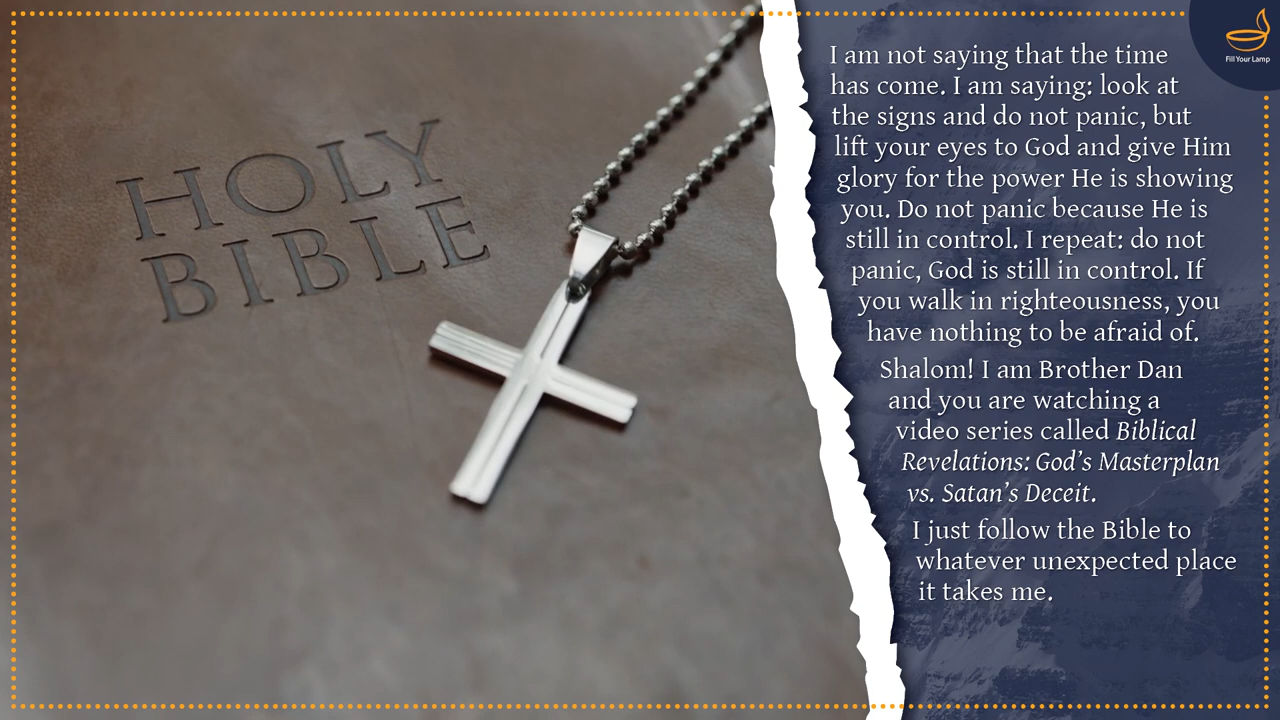 HOLY
BIBLE
Fill Your Lamp
I am not saying that the time
has come. I am saying: look at
the signs and do not panic, but
lift your eyes to God and give Him
glory for the power He is showing
you. Do not panic because He is
still in control. I repeat: do not
panic, God is still in control. If
you walk in righteousness, you
have nothing to be afraid of.
Shalom! I am Brother Dan
and you are watching a
video series called Biblical
Revelations: God’s Masterplan
vs. Satan’s Deceit.
I just follow the Bible to
whatever unexpected place
it takes me.